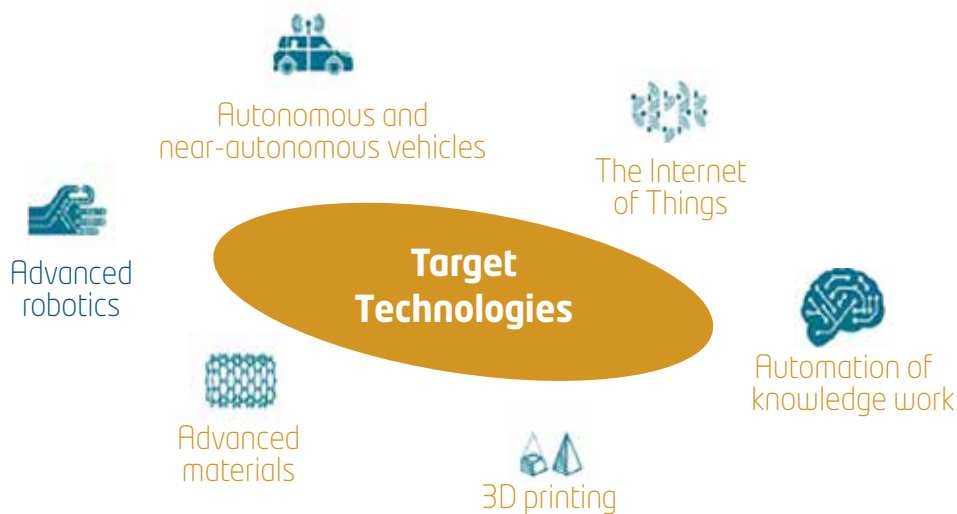 Autonomous and
near-autonomous vehicles
The Internet
of Things
Advanced
robotics
Target
Technologies
Automation of
knowledge work
Advanced
materials
3D printing